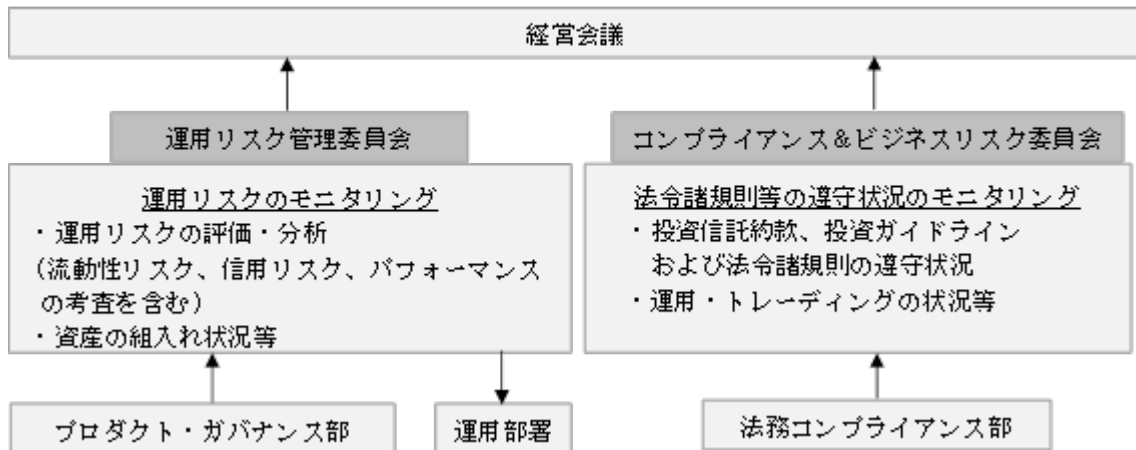 経営会議
運用リスク管理委員会
運用リスクのモニタリング
・運用リスクの評価・分析
（流動性リスク、信用リスク、パフォーマンス
の考査を含む）
・資産の組入れ状況等
コンプライアンス＆ビジネスリスク委員会
法令諸規則等の遵守状況のモニタリング
・投資信託約款、投資ガイドライン
および法令諸規則の遵守状況
・運用・トレーディングの状況等
プロダクト・ガバナンス部
運用部署
法務コンプライアンス部